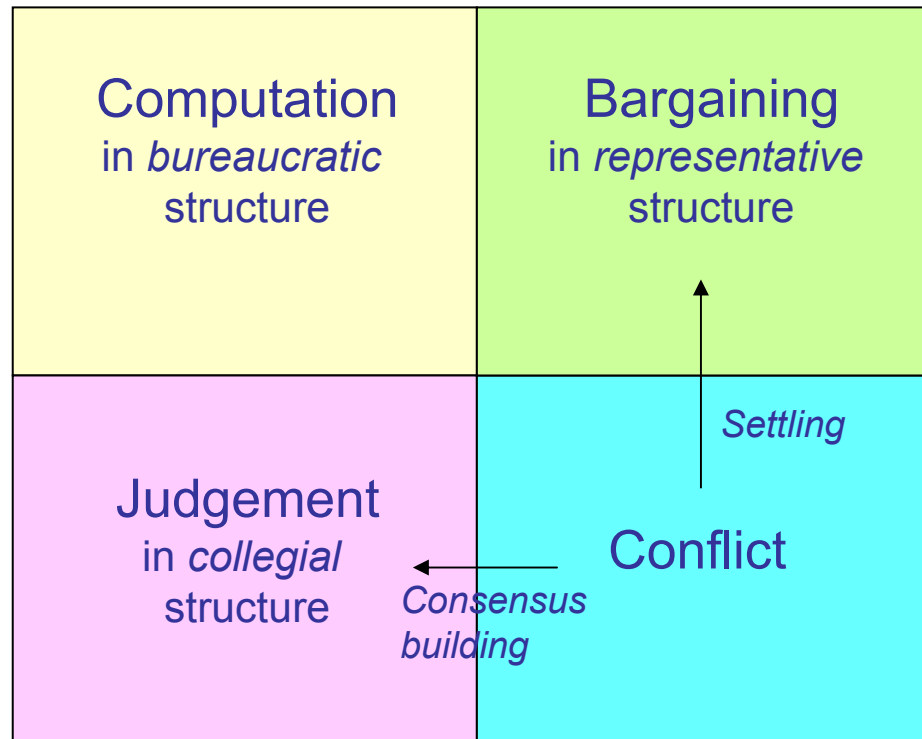 Computation
in bureaucratic
structure
Bargaining
in representative
structure
Settling
Judgement
in collegial
structure
Conflict
Consensus
building